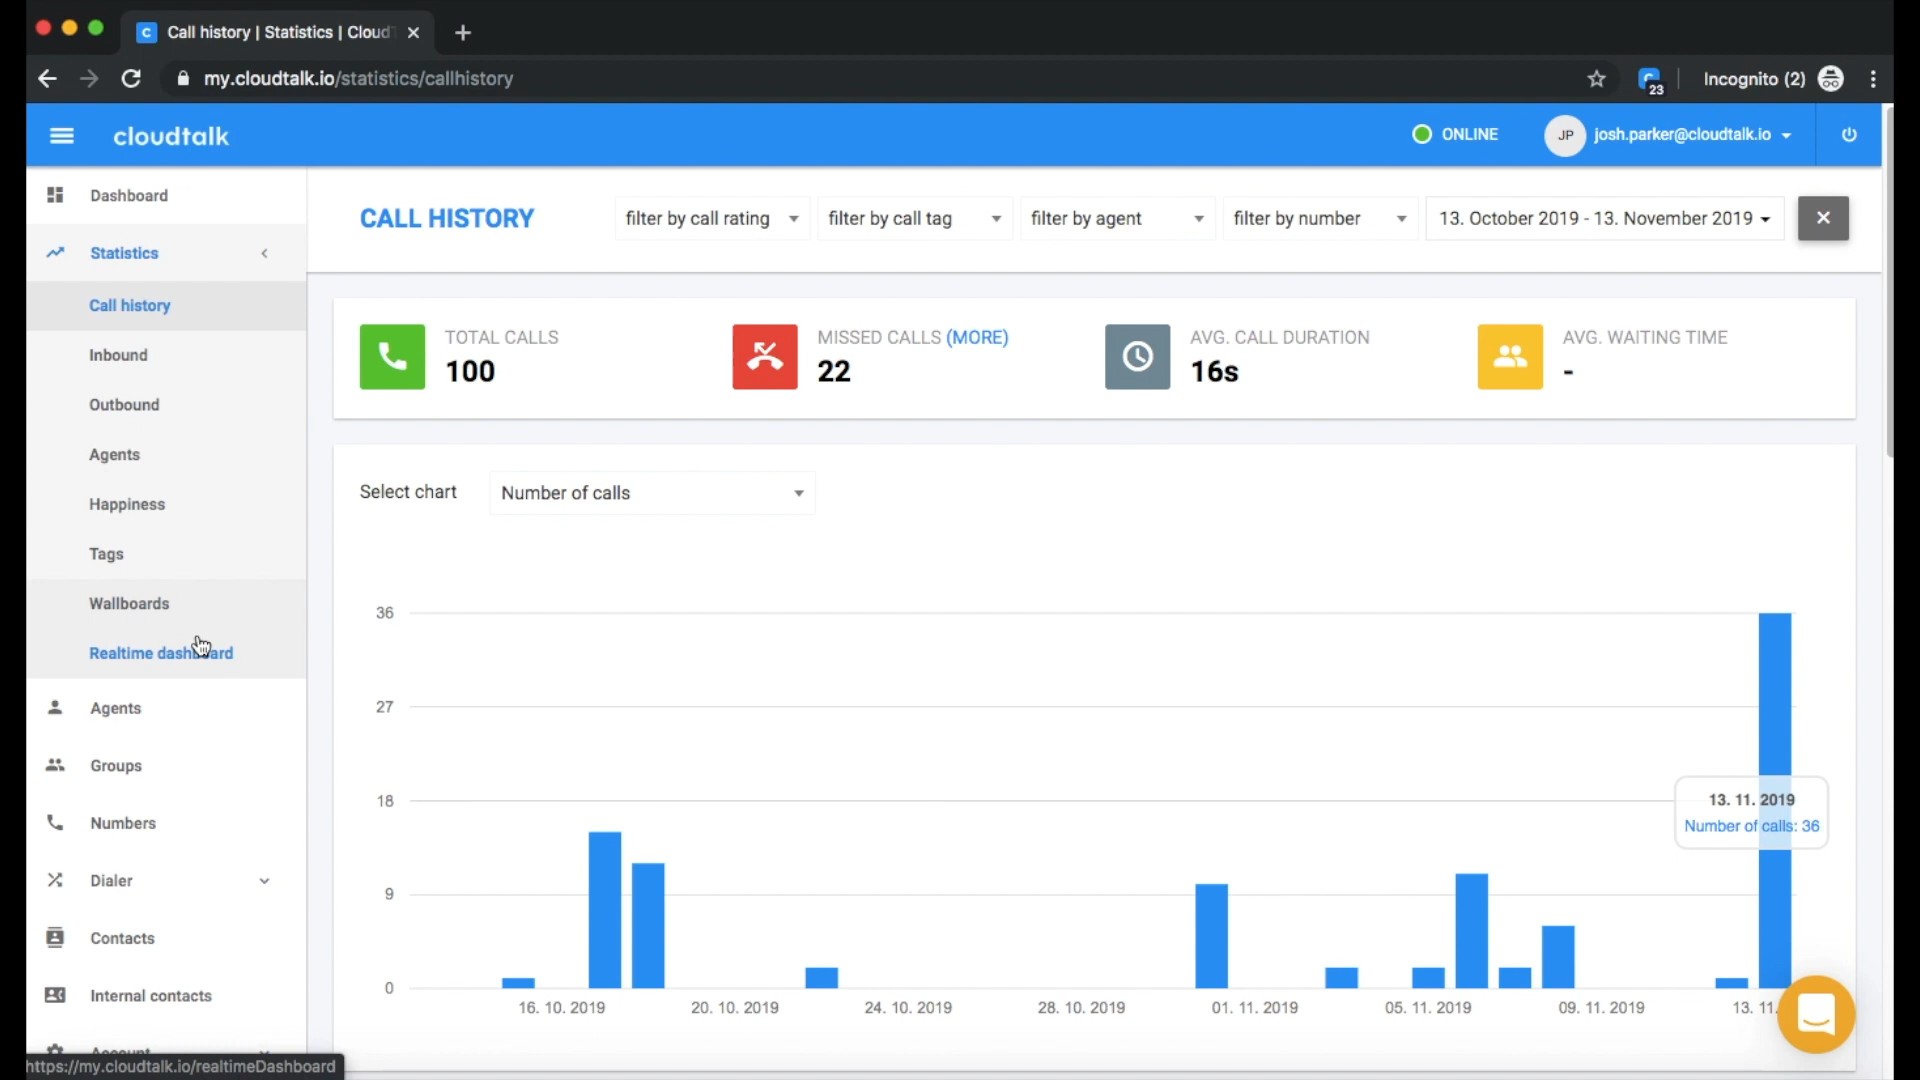 Call history | Statistics | Cloud
my.cloudtalk.io/statistics/callhistory
23
Incognito (2)
cloudtalk
ONLINE
JP
josh.parker@cloudtalk.io
Dashboard
Statistics
Call history
Inbound
Outbound
Agents
Happiness
Tags
Wallboards
Realtime dashboard
Agents
Groups
Numbers
Dialer
Contacts
Internal contacts
Account
https://my.cloudtalk.io/realtimeDashboard
CALL HISTORY
filter by call rating
filter by call tag
filter by agent
filter by number
13. October 2019 - 13. November 2019
TOTAL CALLS
100
MISSED CALLS (MORE)
22
AVG. CALL DURATION
16s
AVG. WAITING TIME
-
Select chart
Number of calls
36
27
18
9
0
13. 11. 2019
Number of calls: 36
16. 10. 2019
20. 10. 2019
24. 10. 2019
28. 10. 2019
01. 11. 2019
05. 11. 2019
09. 11. 2019
13. 11.